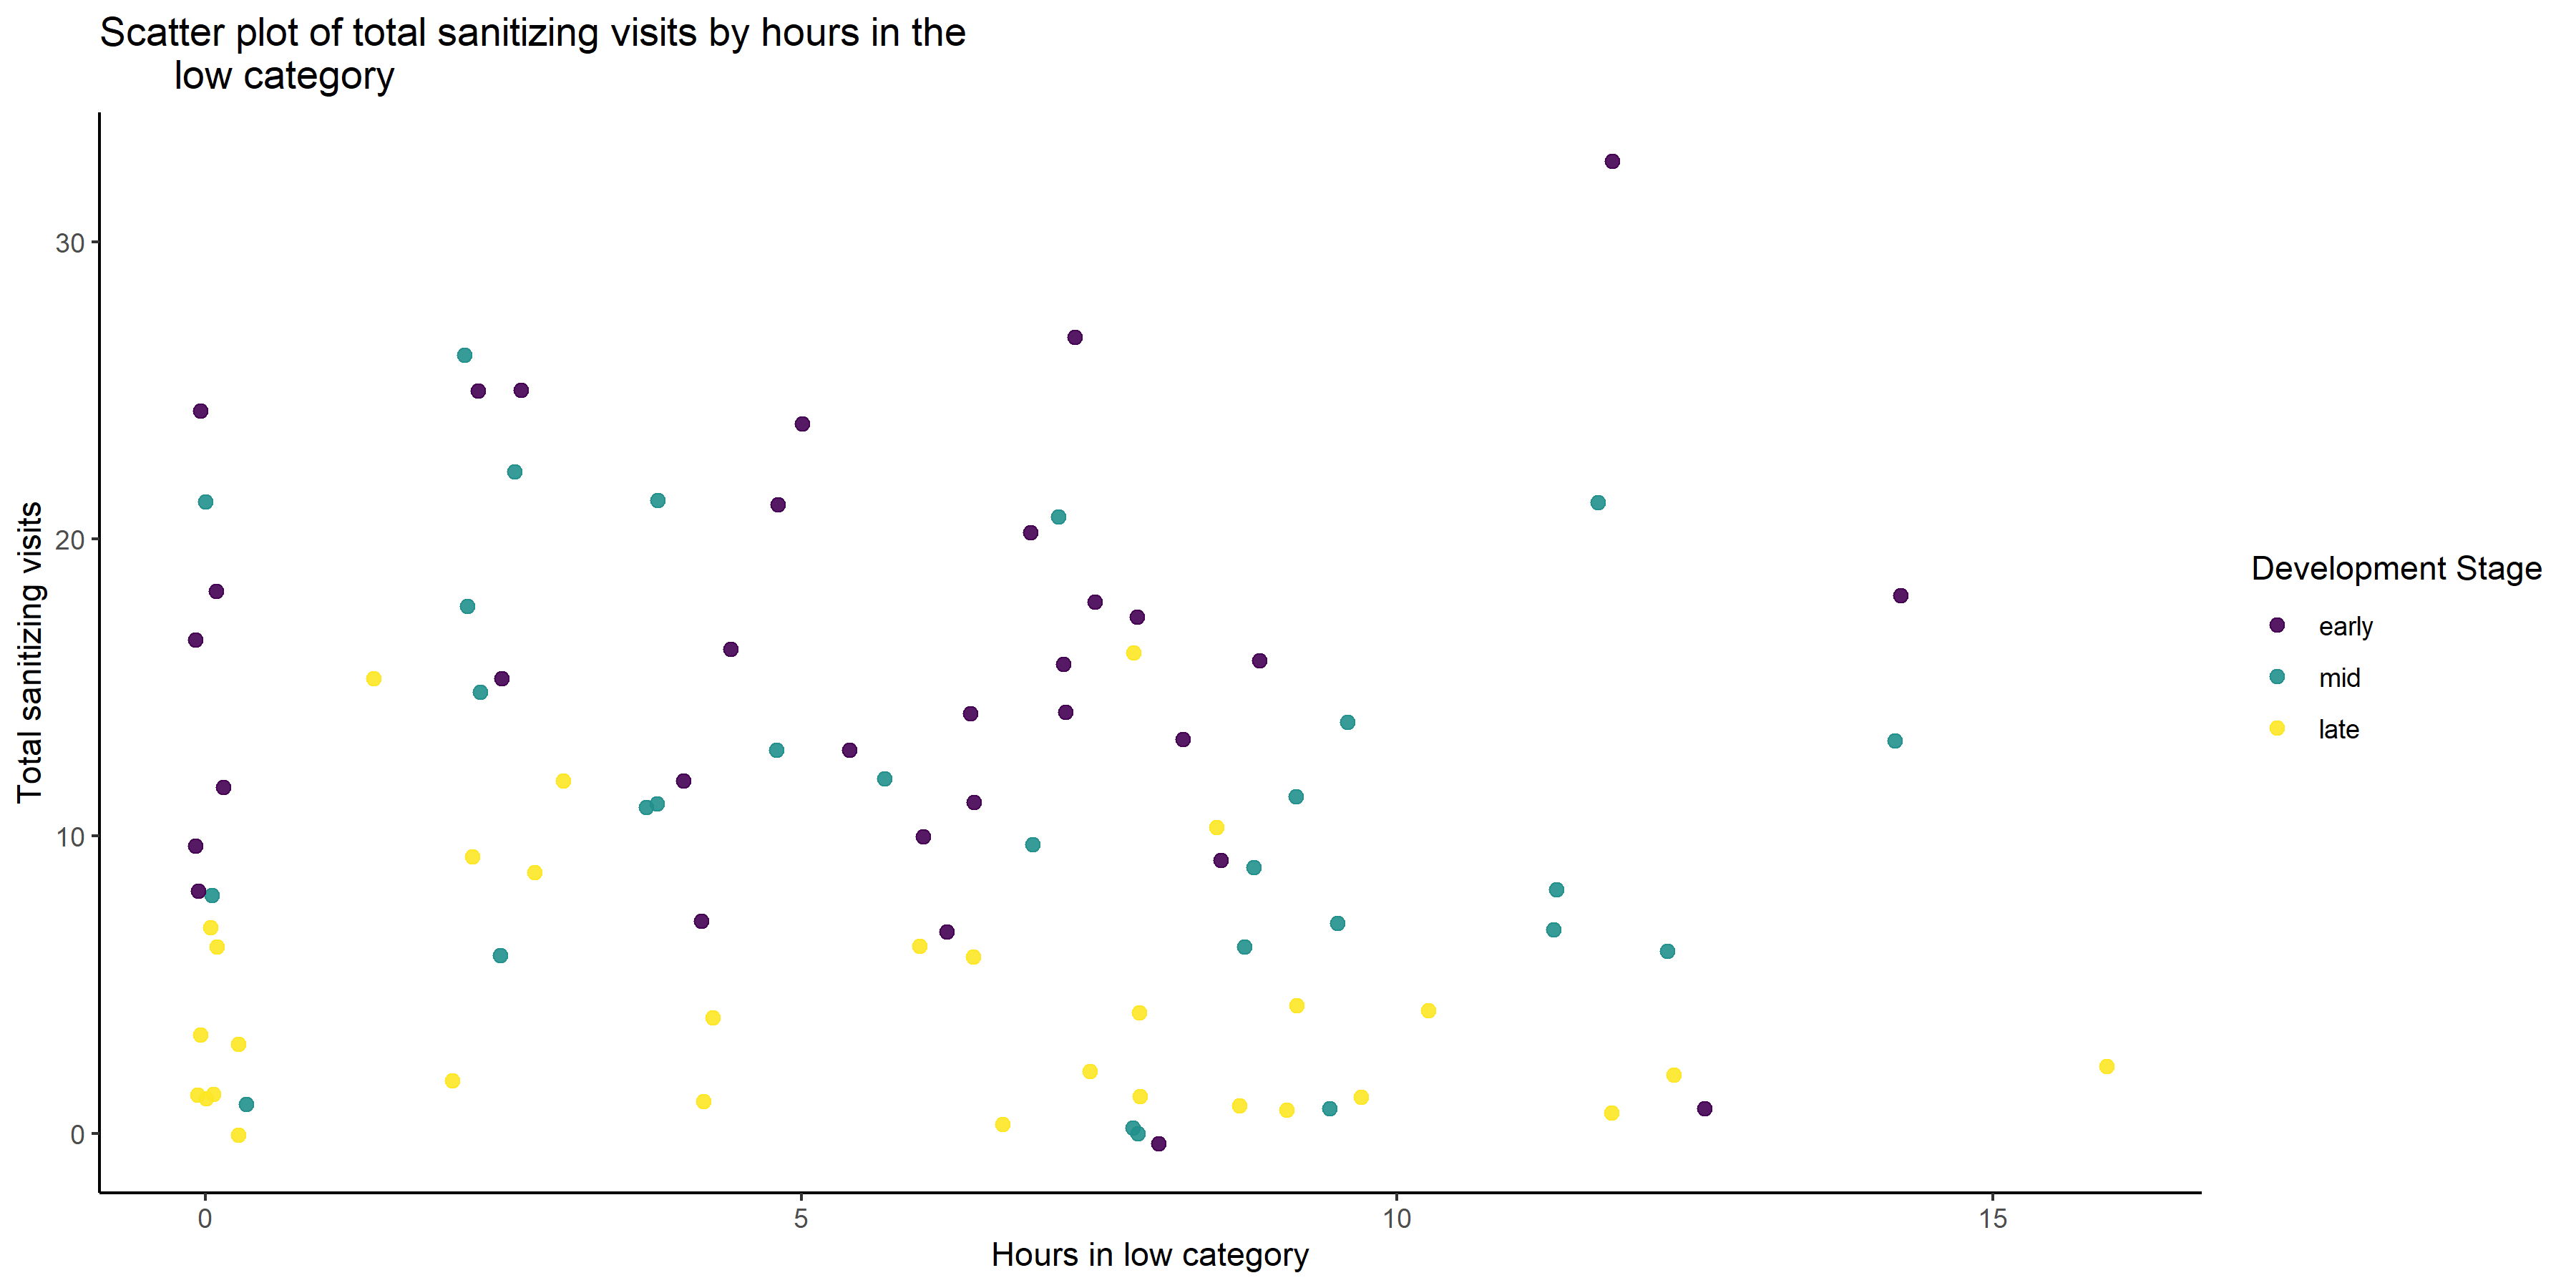 Scatter plot of total sanitizing visits by hours in the
low category
Total sanitizing visits
30
20
10
0
0
5
10
15
Hours in low category
Development Stage
early
mid
late